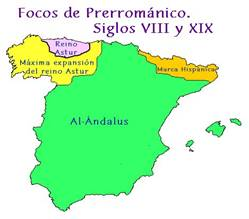 Focos de Prerrománico.
Siglos VIII y XIX
Reino
Astur
Máxima expansión
del reino Astur
Marca Hispánica
Al-Ándalus